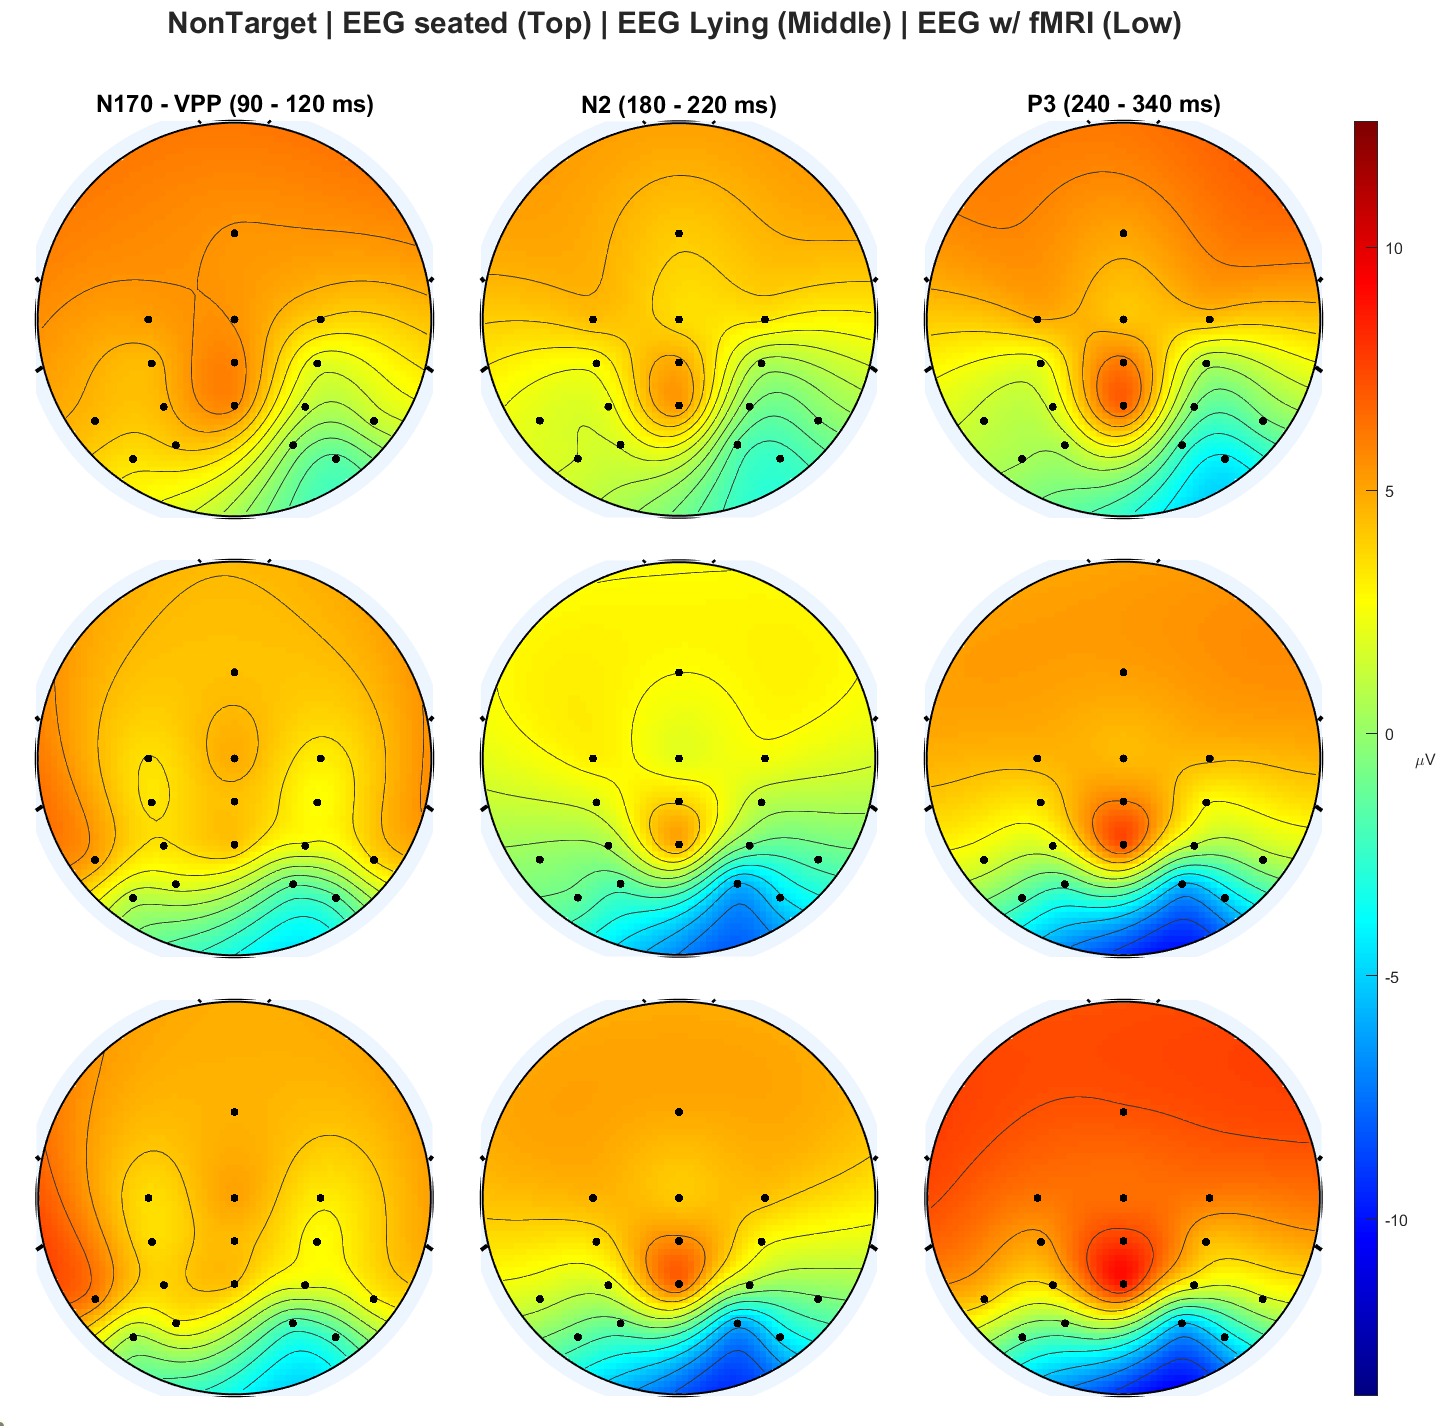 NonTarget | EEG seated (Top) | EEG Lying (Middle) | EEG w/ fMRI (Low)
N170 - VPP (90 - 120 ms)
N2 (180 - 220 ms)
P3 (240 - 340 ms)
10
5
0
μV
-5
-10